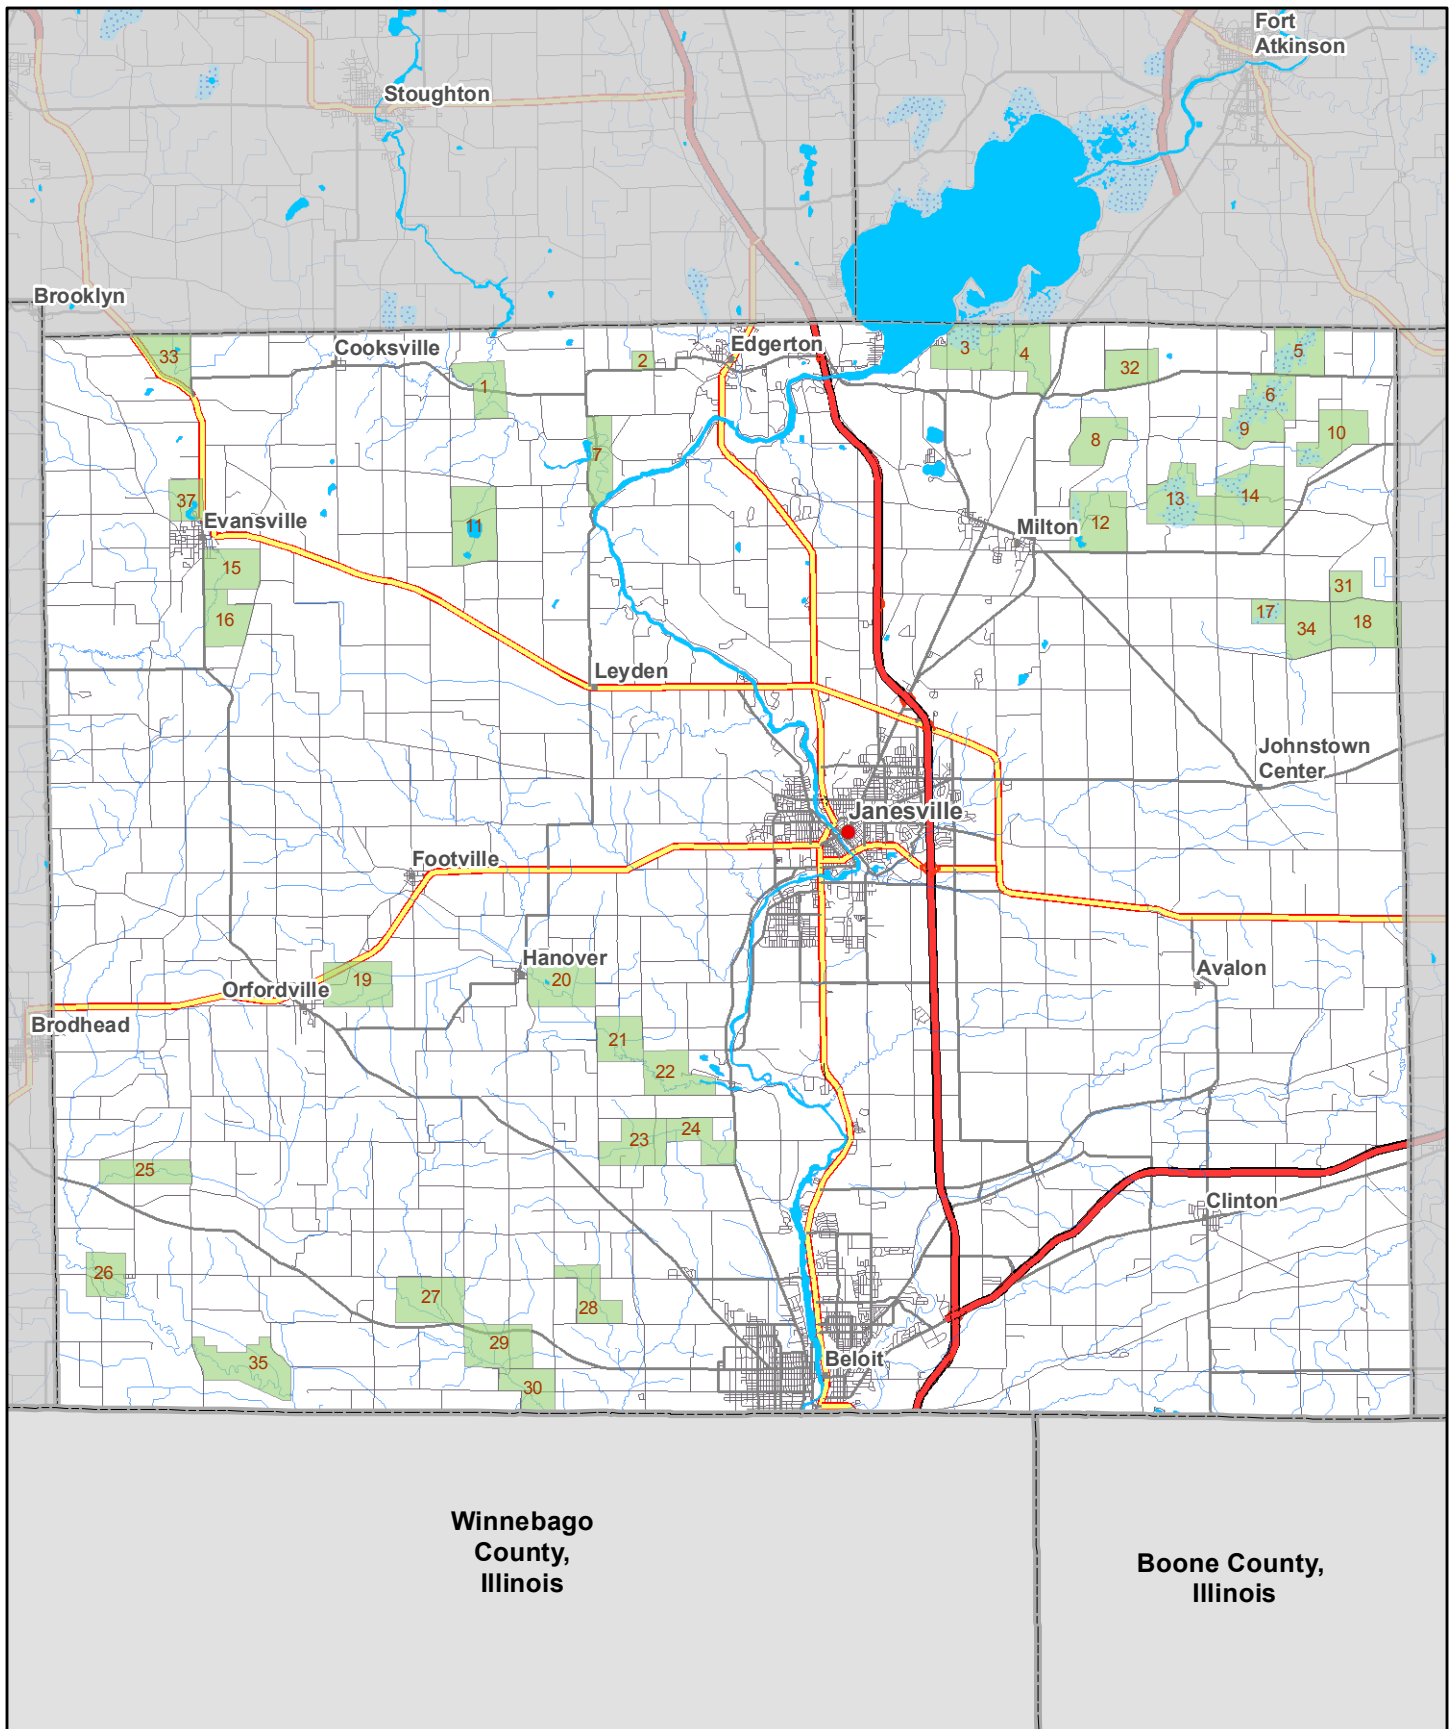 Fort
Atkinson
Stoughton
Brooklyn
Cooksville
Edgerton
33
2
3
4
5
32
1
6
9
10
8
7
37
Evansville
11
13
14
Milton
12
15
16
31
17
34
18
Leyden
Johnstown
Center
Janesville
Footville
Hanover
Avalon
Orfordville
19
20
Brodhead
21
22
23
24
25
Clinton
26
27
28
29
35
30
Beloit
Winnebago
County,
Illinois
Boone County,
Illinois